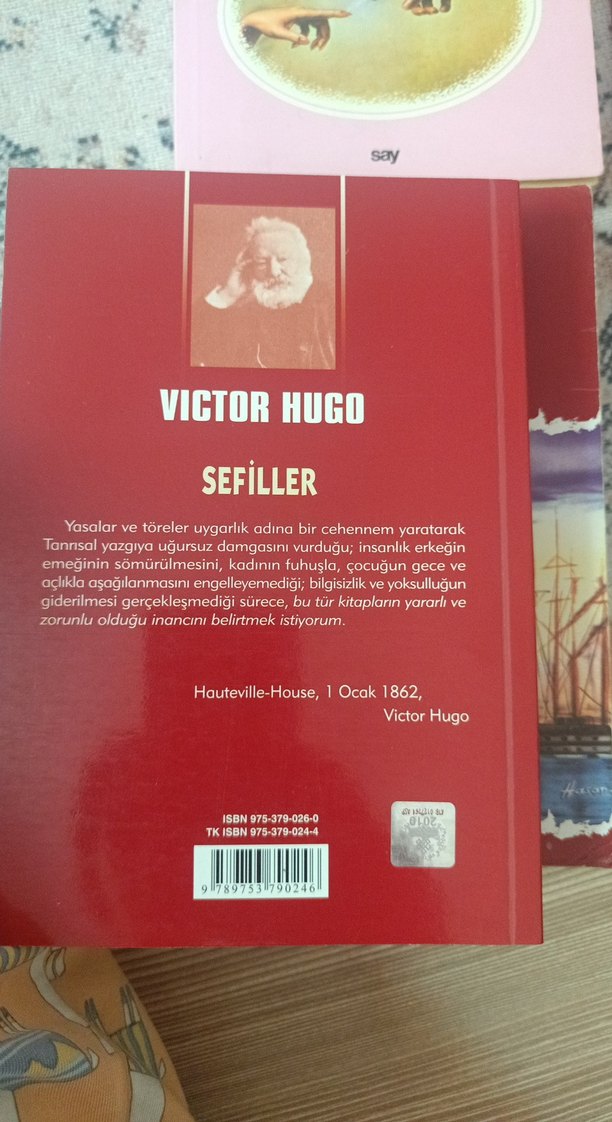 say
VICTOR HUGO
SEFİLLER
Yasalar ve töreler uygarlık adına bir cehennem yaratarak
Tanrısal yazgıya uğursuz damgasını vurduğu; insanlık erkeğin
emeğinin sömürülmesini, kadının fuhuşla, çocuğun gece ve
açlıkla aşağılanmasını engelleyemediği; bilgisizlik ve yoksulluğun
giderilmesi gerçekleşmediği sürece, bu tür kitapların yararlı ve
zorunlu olduğu inancını belirtmek istiyorum.
Hauteville-House, 1 Ocak 1862,
Victor Hugo
ISBN 975-379-026-0
TK ISBN 975-379-024-4
9 789753 790246
Hasan